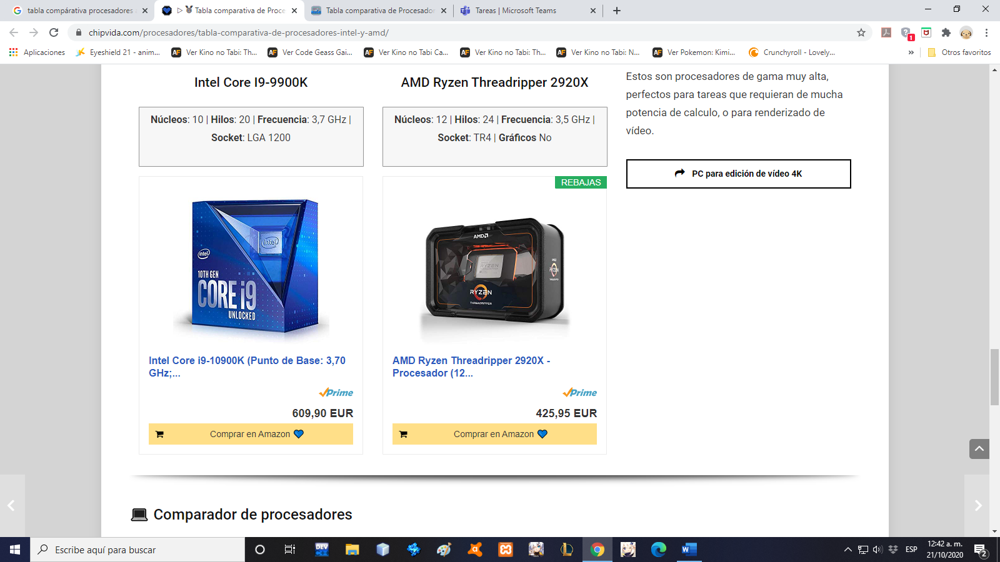 tabla compárativa procesadores
Tabla comparativa de Proce
Tabla comparativa de Procesador
Tareas | Microsoft Teams
chipvida.com/procesadores/tabla-comparativa-de-procesadores-intel-y-amd/
1
Aplicaciones
Eyeshield 21 - anim...
AF Ver Kino no Tabi: Th...
AF Ver Code Geass Gai...
AF Ver Kino no Tabi Ca...
AF Ver Kino no Tabi: Th...
AF Ver Kino no Tabi: N...
AF Ver Pokemon: Kimi...
Crunchyroll - Lovely...
»
Otros favoritos
Intel Core I9-9900K
Núcleos: 10 | Hilos: 20 | Frecuencia: 3,7 GHz |
Socket: LGA 1200
intel
intel
10TH GEN
CORE i9
UNLOCKED
Intel Core i9-10900K (Punto de Base: 3,70
GHz;...
Prime
609,90 EUR
Comprar en Amazon
AMD Ryzen Threadripper 2920X
Núcleos: 12 | Hilos: 24 | Frecuencia: 3,5 GHz |
Socket: TR4 | Gráficos No
REBAJAS
AMD
RYZEN
RYZEN
THREADRIPPER
RYZEN
AMD Ryzen Threadripper 2920X -
Procesador (12...
Prime
425,95 EUR
Comprar en Amazon
Estos son procesadores de gama muy alta,
perfectos para tareas que requieran de mucha
potencia de calculo, o para renderizado de
vídeo.
PC para edición de vídeo 4K
Comparador de procesadores
Escribe aquí para buscar
DEV
ESP
12:42 a. m.
21/10/2020
2